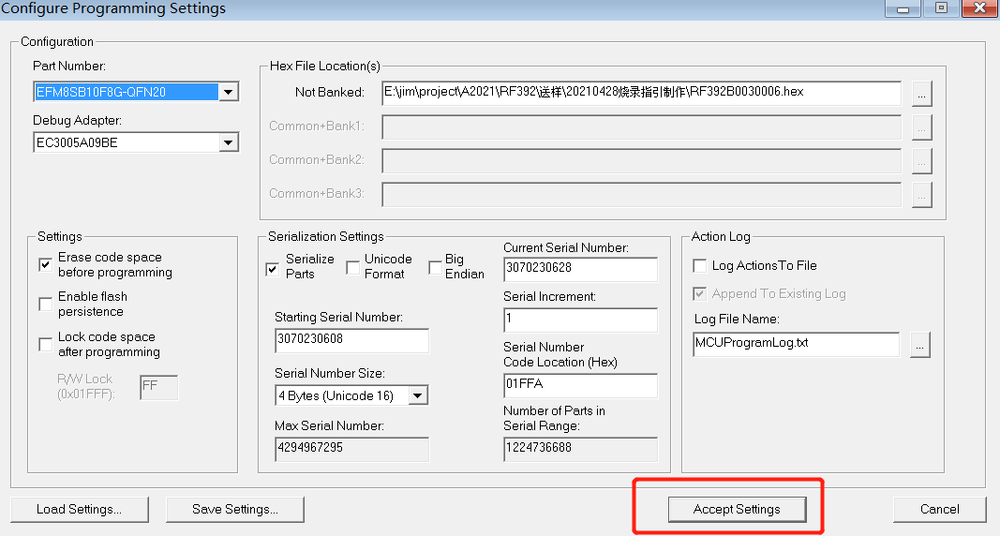 Configure Programming Settings
Configuration
Part Number:
EFM8SB10F8G-QFN20
Debug Adapter:
EC3005A09BE
Hex File Location(s)
Not Banked:
E:\jim\project\A2021\RF392\送样\20210428烧录指引制作\RF392B0030006.hex
...
Common+Bank1:
...
Common+Bank2:
...
Common+Bank3:
...
Settings
Erase code space
before programming
Enable flash
persistence
Lock code space
after programming
R/W Lock
(0x01FFF):
FF
Serialization Settings
Serialize
Parts
Unicode
Format
Big
Endian
Starting Serial Number:
3070230608
Serial Number Size:
4 Bytes (Unicode 16)
Max Serial Number:
4294967295
Current Serial Number:
3070230628
Serial Increment:
1
Serial Number
Code Location (Hex)
01FFA
Number of Parts in
Serial Range:
1224736688
Action Log
Log ActionsTo File
Append To Existing Log
Log File Name:
MCUProgramLog.txt
...
Load Settings...
Save Settings...
Accept Settings
Cancel